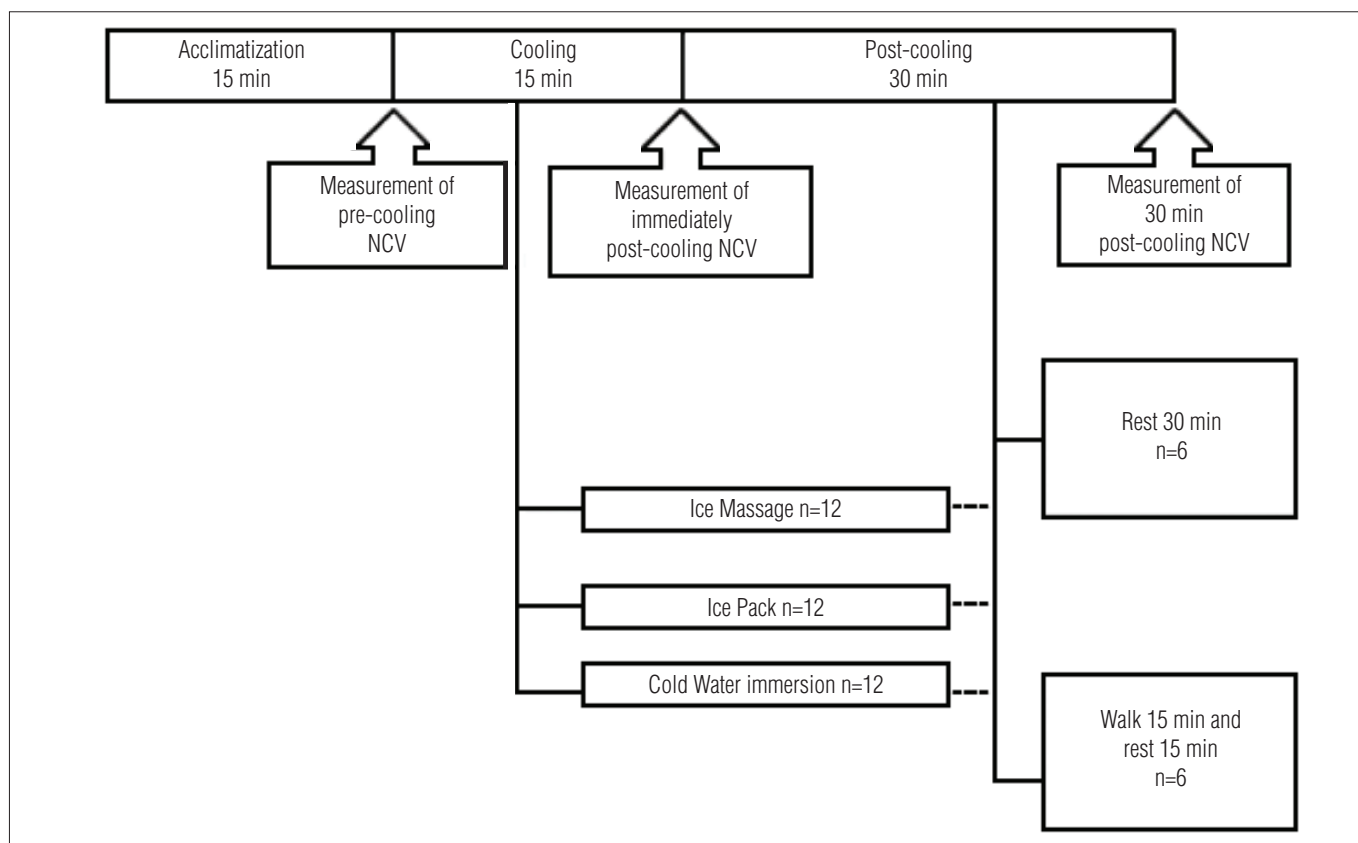 Acclimatization
15 min
Cooling
15 min
Post-cooling
30 min
Measurement of
pre-cooling
NCV
Measurement of
immediately
post-cooling NCV
Measurement of
30 min
post-cooling NCV
Rest 30 min
n=6
Ice Massage n=12
Ice Pack n=12
Cold Water immersion n=12
Walk 15 min and
rest 15 min
n=6